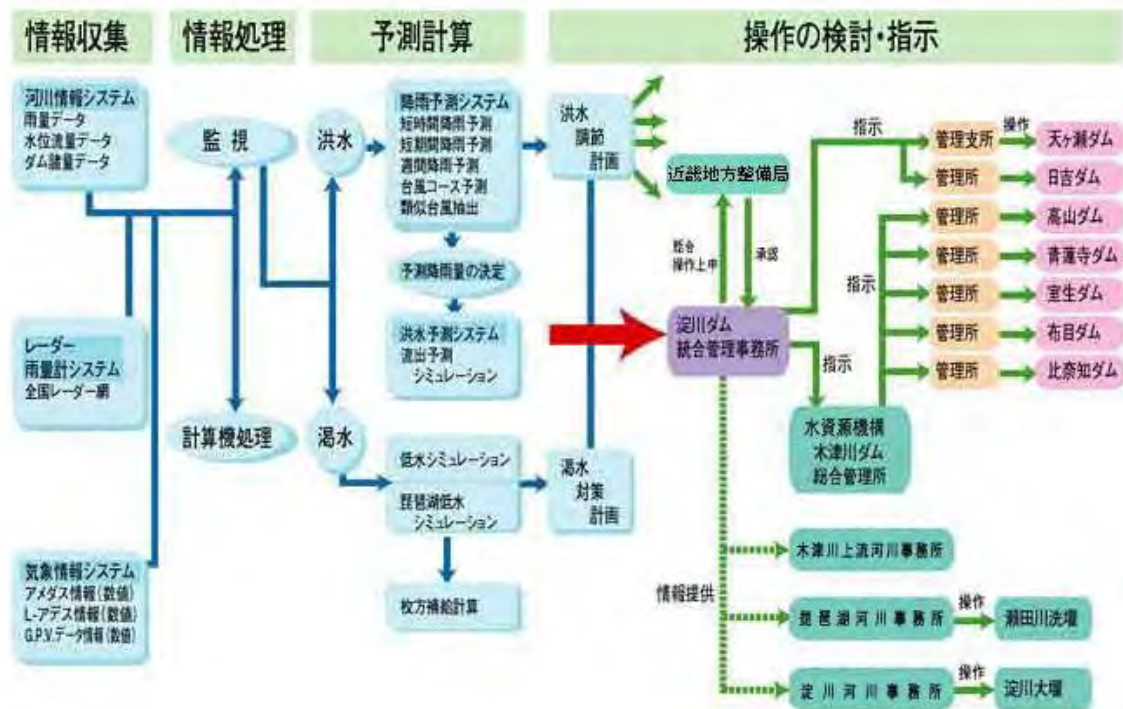 情報収集
情報処理
予測計算
操作の検討・指示
河川情報システム
雨量データ
水位流量データ
ダム諸量データ
レーダー
雨量計システム
全国レーダー網
気象情報システム
アメダス情報(数値)
L-アデス情報(数値)
G.P.V.データ情報(数値)
監視
計算機処理
洪水
渇水
降雨予測システム
短時間降雨予測
短期間降雨予測
週間降雨予測
台風コース予測
類似台風抽出
予測降雨量の決定
洪水予測システム
流出予測
シミュレーション
低水シミュレーション
琵琶湖低水
シミュレーション
枚方補給計算
洪水
調節
計画
渇水
対策
計画
近畿地方整備局
総合
操作上申
承認
淀川ダム
統合管理事務所
指示
指示
指示
水資源機構
木津川ダム
総合管理所
管理支所
操作
天ヶ瀬ダム
管理所
日吉ダム
管理所
高山ダム
管理所
青蓮寺ダム
管理所
室生ダム
管理所
布目ダム
管理所
比奈知ダム
情報提供
木津川上流河川事務所
琵琶湖河川事務所
操作
瀬田川洗堰
淀川河川事務所
操作
淀川大堰